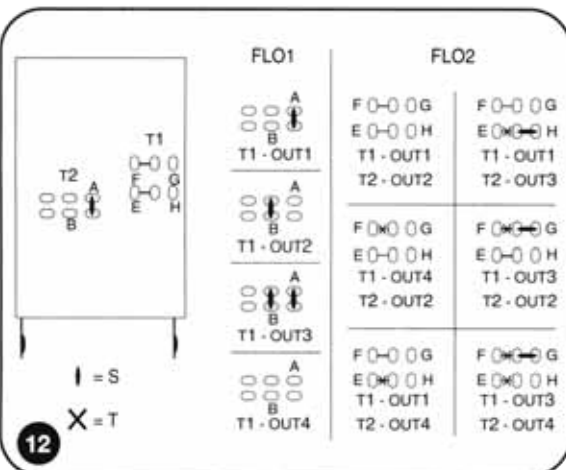 FLO1
FLO2
T1
T2
A
B
F
G
E
H
A
B
T1 - OUT1
A
B
T1 - OUT2
A
B
T1 - OUT3
A
B
T1 - OUT4
F G
E H
T1 - OUT1
T2 - OUT2
F G
E H
T1 - OUT1
T2 - OUT3
F G
E H
T1 - OUT4
T2 - OUT2
F G
E H
T1 - OUT3
T2 - OUT2
F G
E H
T1 - OUT1
T2 - OUT4
F G
E H
T1 - OUT3
T2 - OUT4
= S
X = T
12